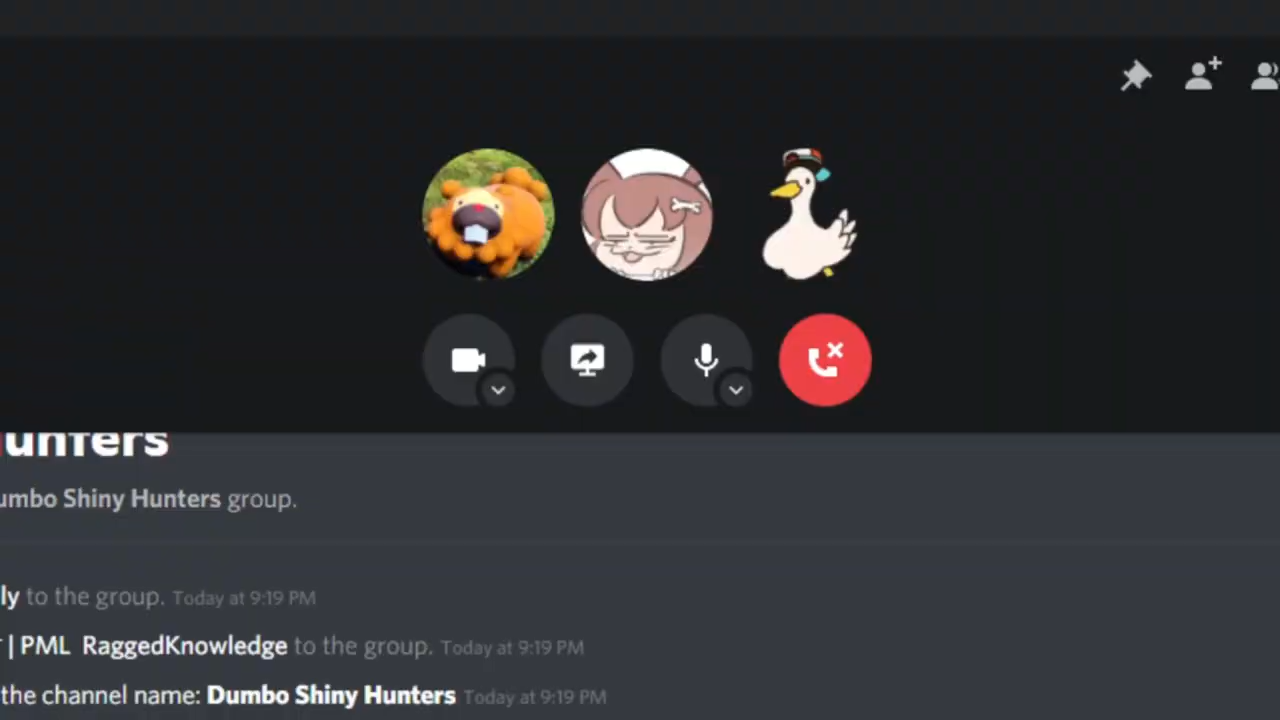 umbo Shiny Hunters group.
ly to the group. Today at 9:19 PM
| PML RaggedKnowledge to the group. Today at 9:19 PM
the channel name: Dumbo Shiny Hunters Today at 9:19 PM